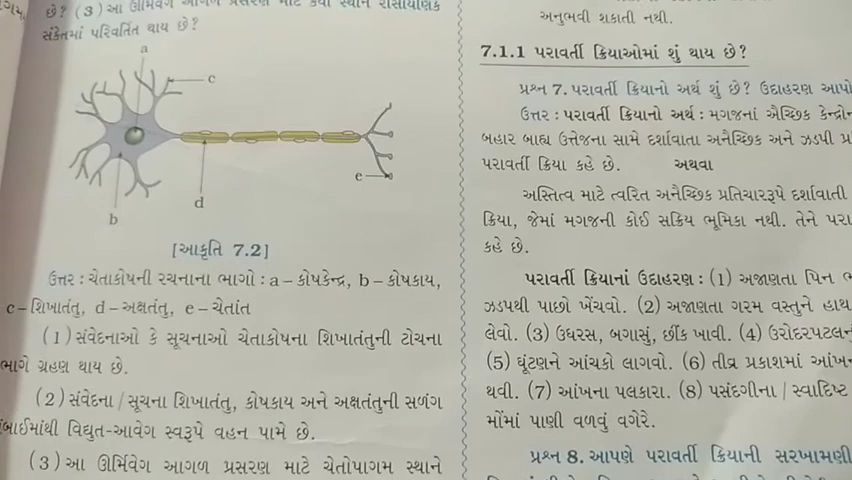 છે? (3) આ ઊર્મિવેગ આગળ પ્રસરણ માટે કયા સ્થાને રાસાયણિક
સંકેતમાં પરિવર્તિત થાય છે?
a
c
e
d
b
[આકૃતિ 7.2]
ઉત્તર : ચેતાકોષની રચનાના ભાગો : a – કોષકેન્દ્ર, b – કોષકાય,
c – શિખાતંતુ, d – અક્ષતંતુ, e – ચેતાંત
(1) સંવેદનાઓ કે સૂચનાઓ ચેતાકોષના શિખાતંતુની ટોચના
ભાગે ગ્રહણ થાય છે.
(2) સંવેદના / સૂચના શિખાતંતુ, કોષકાય અને અક્ષતંતુની સળંગ
લંબાઈમાંથી વિદ્યુત-આવેગ સ્વરૂપે વહન પામે છે.
(3) આ ઊર્મિવેગ આગળ પ્રસરણ માટે ચેતોપાગમ સ્થાને
અનુભવી શકાતી નથી.
7.1.1 પરાવર્તી ક્રિયાઓમાં શું થાય છે?
પ્રશ્ન 7. પરાવર્તી ક્રિયાનો અર્થ શું છે? ઉદાહરણ આપો
ઉત્તર : પરાવર્તી ક્રિયાનો અર્થ : મગજનાં ઐચ્છિક કેન્દ્રોન
બહાર બાહ્ય ઉત્તેજના સામે દર્શાવાતા અનૈચ્છિક અને ઝડપી પ્ર
પરાવર્તી ક્રિયા કહે છે. અથવા
અસ્તિત્વ માટે ત્વરિત અનૈચ્છિક પ્રતિચારરૂપે દર્શાવાતી
ક્રિયા, જેમાં મગજની કોઈ સક્રિય ભૂમિકા નથી. તેને પરા
કહે છે.
પરાવર્તી ક્રિયાનાં ઉદાહરણ : (1) અજાણતા પિન
ઝડપથી પાછો ખેંચવો. (2) અજાણતા ગરમ વસ્તુને હાથ
લેવો. (3) ઉધરસ, બગાસું, છીંક ખાવી. (4) ઉરોદરપટલન
(5) ઘૂંટણને આંચકો લાગવો. (6) તીવ્ર પ્રકાશમાં આંખન
થવી. (7) આંખના પલકારા. (8) પસંદગીના / સ્વાદિષ્ટ
મોંમાં પાણી વળવું વગેરે.
પ્રશ્ન 8. આપણે પરાવર્તી ક્રિયાની સરખામણી